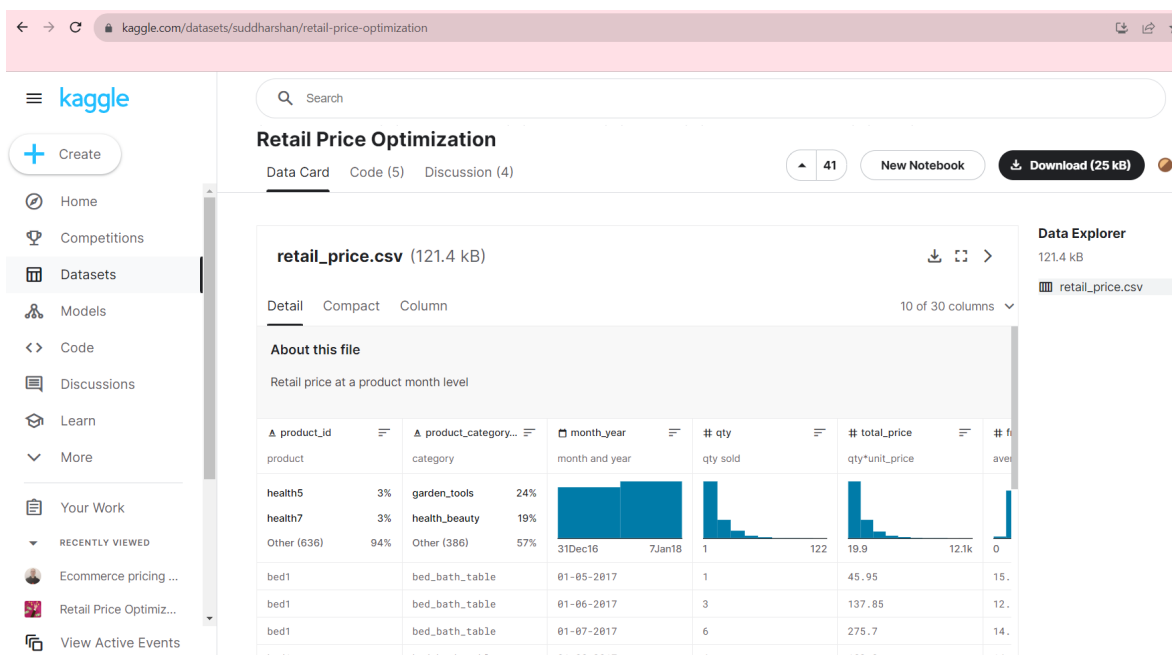 kaggle.com/datasets/suddharshan/retail-price-optimization
kaggle
Search
Create
Home
Competitions
Datasets
Models
Code
Discussions
Learn
More
Your Work
RECENTLY VIEWED
Ecommerce pricing ...
Retail Price Optimiz...
View Active Events
Retail Price Optimization
Data Card Code (5) Discussion (4)
41 New Notebook Download (25 kB)
retail_price.csv (121.4 kB)
Detail Compact Column 10 of 30 columns
About this file
Retail price at a product month level
product_id product_category... month_year # qty # total_price #
product category month and year qty sold qty*unit_price
health5 3% garden_tools 24%
health7 3% health_beauty 19%
Other (636) 94% Other (386) 57%
31Dec16 7Jan18 1 122 19.9 12.1k 0
bed1 bed_bath_table 01-05-2017 1 45.95 15.
bed1 bed_bath_table 01-06-2017 3 137.85 12.
bed1 bed_bath_table 01-07-2017 6 275.7 14.
Data Explorer
121.4 kB
retail_price.csv